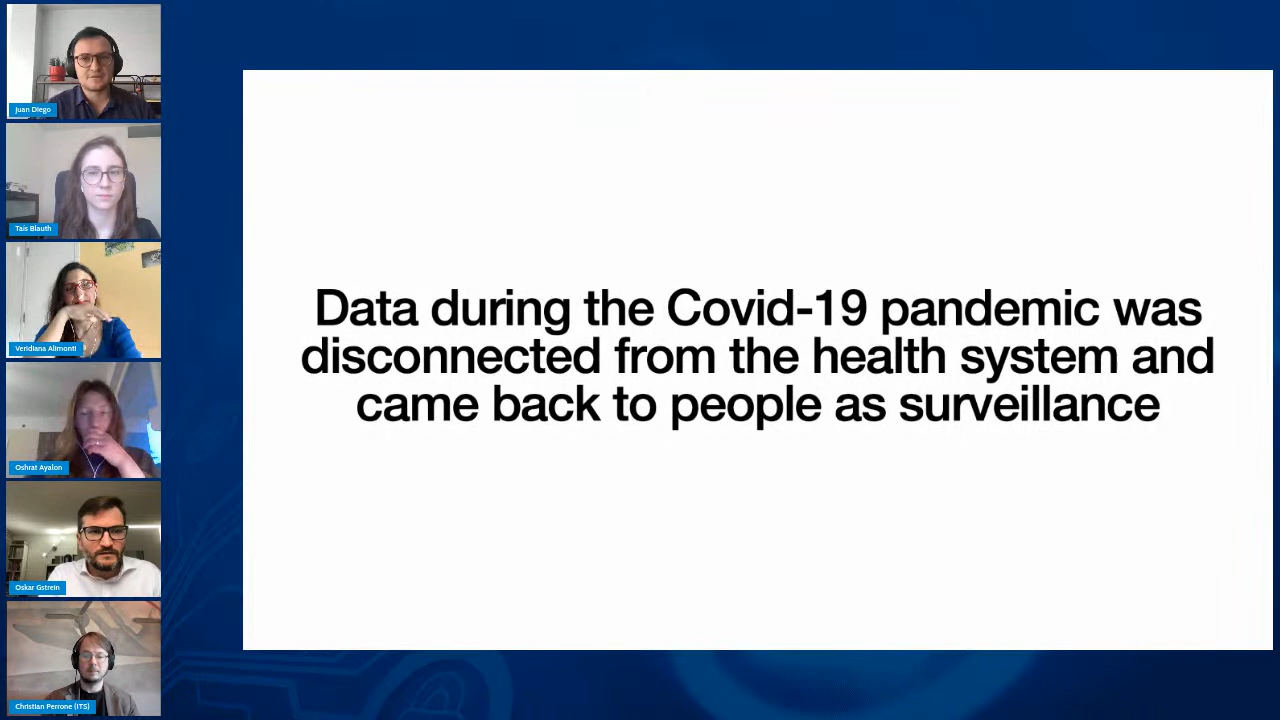 Juan Diego
Taís Blauth
Veridiana Alimonti
Oshrat Ayalon
Oskar Gstrein
Christian Perrone (ITS)
Data during the Covid-19 pandemic was
disconnected from the health system and
came back to people as surveillance